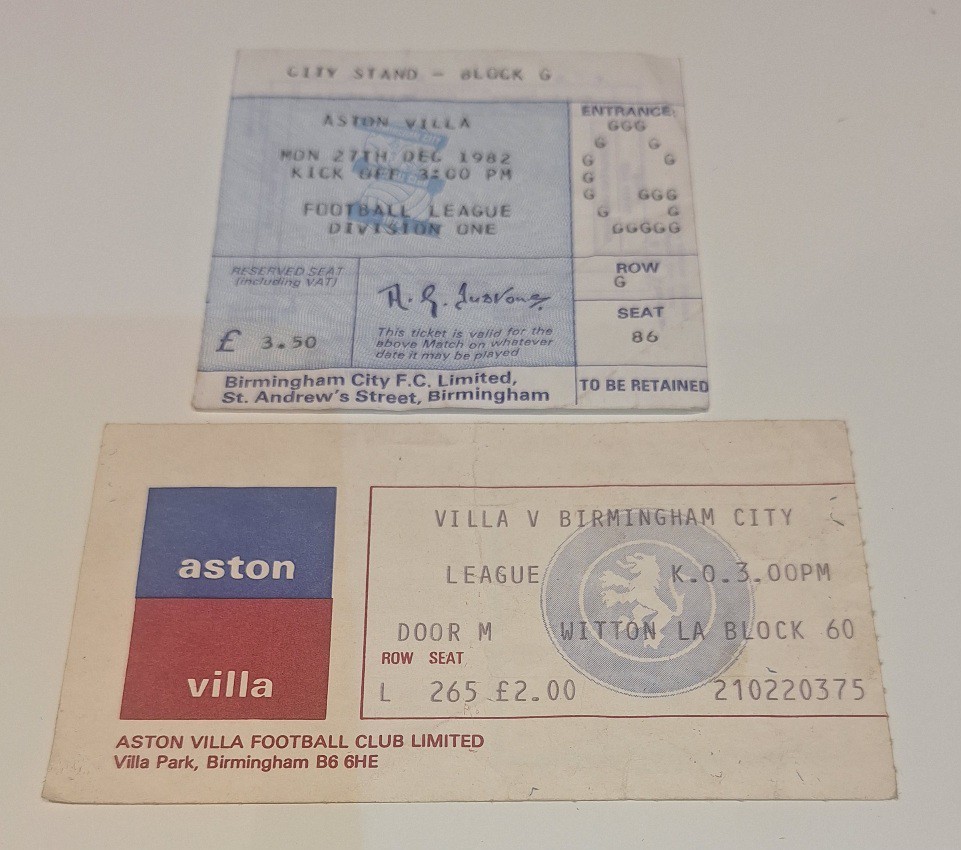 CITY STAND - BLOCK G
ASTON VILLA
MON 27TH DEC 1982
KICK OFF 3:00 PM
FOOTBALL LEAGUE
DIVISION ONE
ENTRANCE:
GGG
G G
G G
G
G GGG
G G
GGGGG
RESERVED SEAT
(including VAT)
£ 3.50
This ticket is valid for the
above Match on whatever
date it may be played
ROW
G
SEAT
86
Birmingham City F.C. Limited,
St. Andrew's Street, Birmingham
TO BE RETAINED
aston
villa
VILLA V BIRMINGHAM CITY
LEAGUE K.O.3.00PM
DOOR M WITTON LA BLOCK 60
ROW SEAT
L 265 £2.00 210220375
ASTON VILLA FOOTBALL CLUB LIMITED
Villa Park, Birmingham B6 6HE